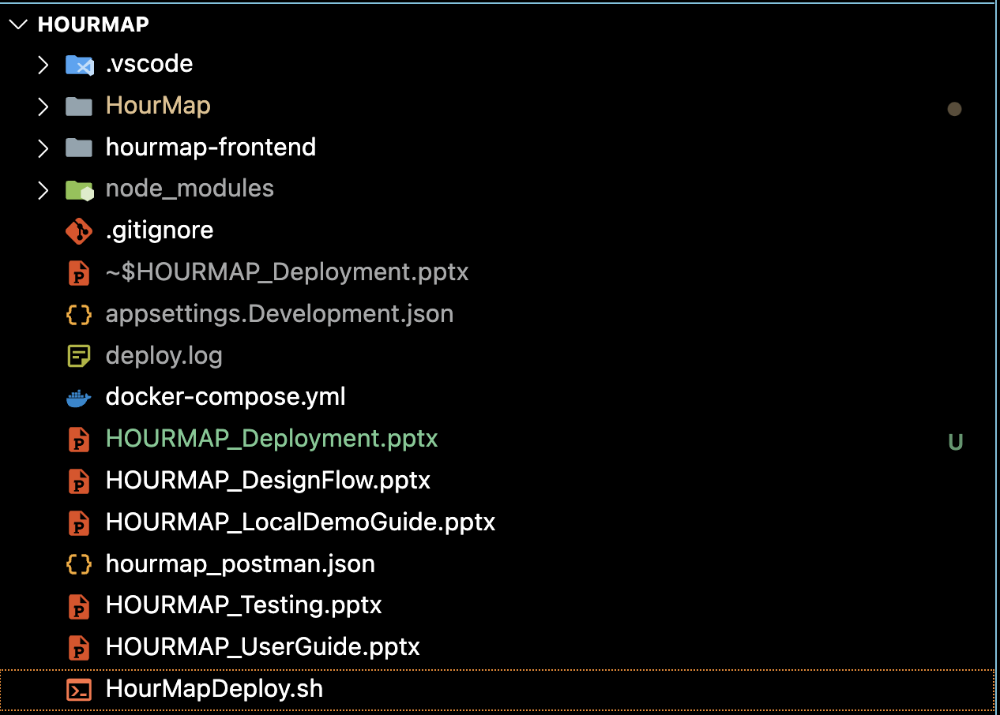 HOURMAP
.vscode
HourMap
hourmap-frontend
node_modules
.gitignore
~$HOURMAP_Deployment.pptx
appsettings.Development.json
deploy.log
docker-compose.yml
HOURMAP_Deployment.pptx U
HOURMAP_DesignFlow.pptx
HOURMAP_LocalDemoGuide.pptx
hourmap_postman.json
HOURMAP_Testing.pptx
HOURMAP_UserGuide.pptx
HourMapDeploy.sh